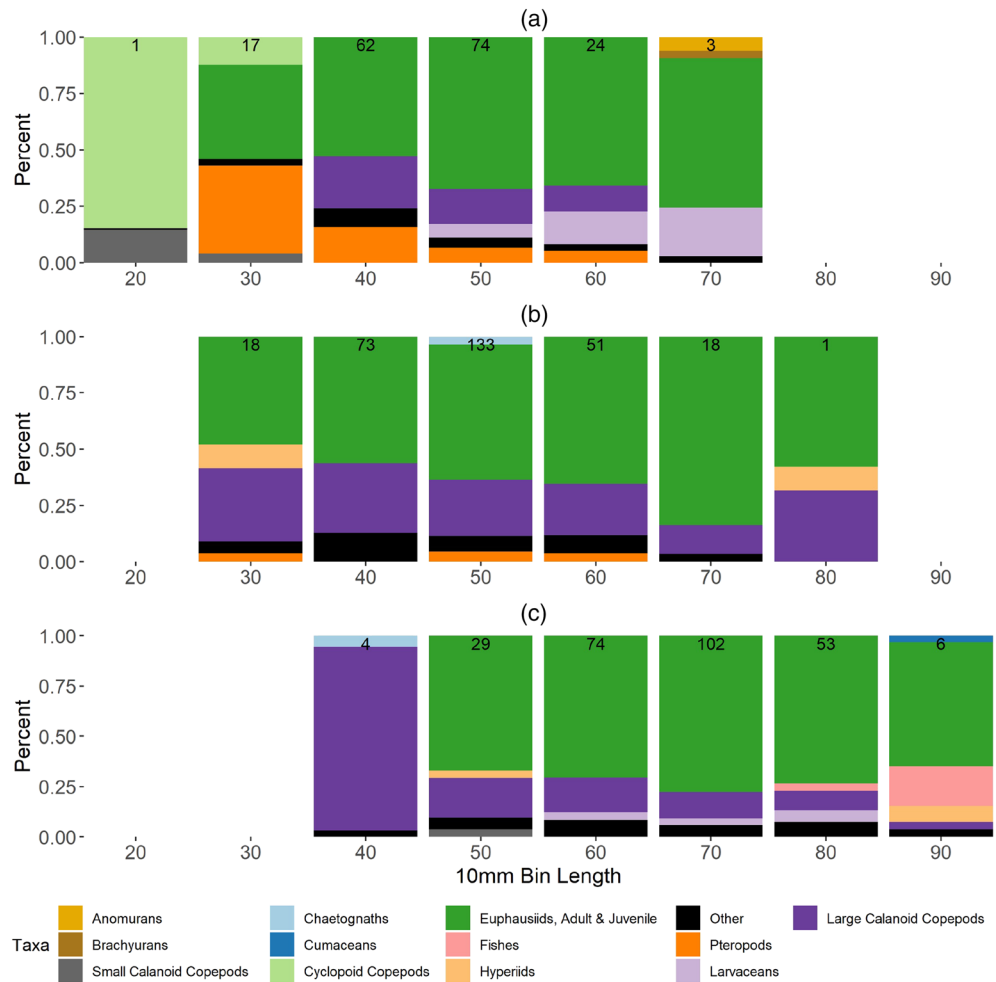 (a)
1.00
0.75
0.50
0.25
0.00
Percent
1 17 62 74 24 3
20 30 40 50 60 70 80 90
(b)
1.00
0.75
0.50
0.25
0.00
Percent
18 73 133 51 18 1
20 30 40 50 60 70 80 90
(c)
1.00
0.75
0.50
0.25
0.00
Percent
4 29 74 102 53 6
20 30 40 50 60 70 80 90
10mm Bin Length
Taxa
Anomurans Chaetognaths Euphausiids, Adult & Juvenile Other Large Calanoid Copepods
Brachyurans Cumaceans Fishes Pteropods
Small Calanoid Copepods Cyclopoid Copepods Hyperiids Larvaceans